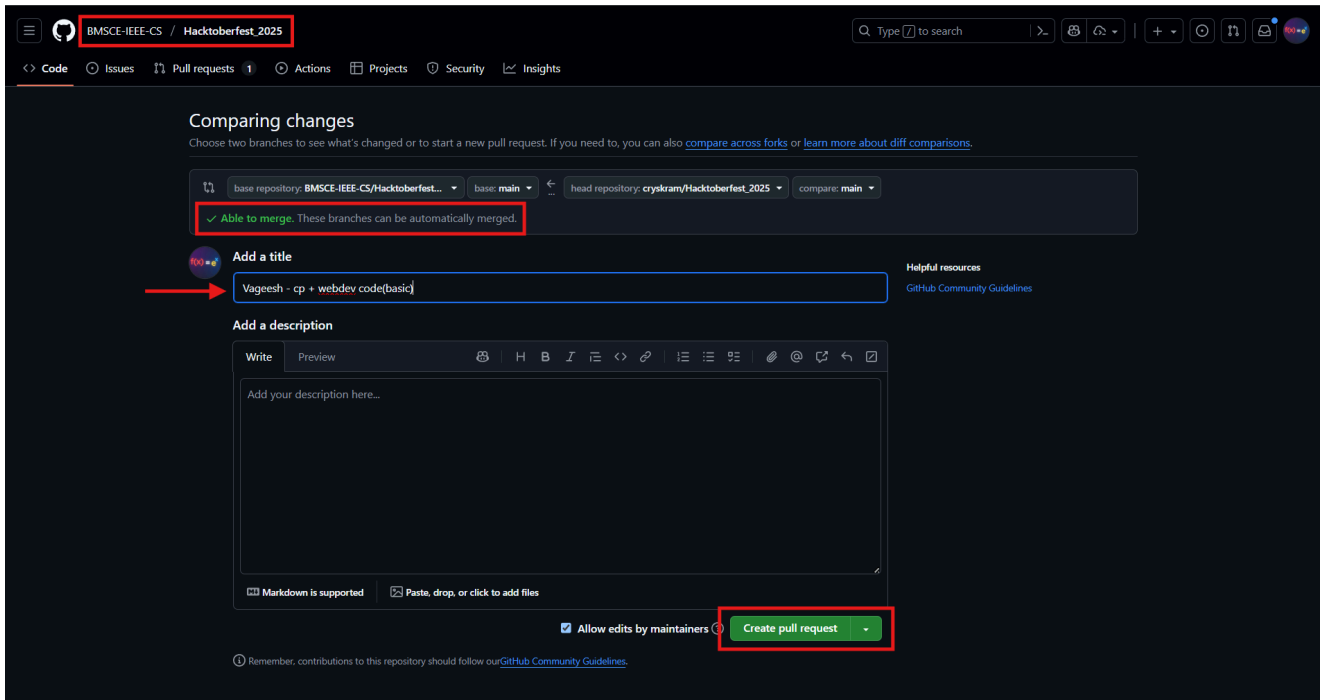 BMSCE-IEEE-CS / Hacktoberfest_2025
Type / to search
Code Issues Pull requests 1 Actions Projects Security Insights
Comparing changes
Choose two branches to see what's changed or to start a new pull request. If you need to, you can also compare across forks or learn more about diff comparisons.
base repository: BMSCE-IEEE-CS/Hacktoberfest... base: main head repository: cryskram/Hacktoberfest_2025 compare: main
Able to merge. These branches can be automatically merged.
Add a title
Helpful resources
Vageesh - cp + webdev code(basic)
GitHub Community Guidelines
Add a description
Write Preview
Add your description here...
Markdown is supported Paste, drop, or click to add files
Allow edits by maintainers Create pull request
Remember, contributions to this repository should follow our GitHub Community Guidelines.